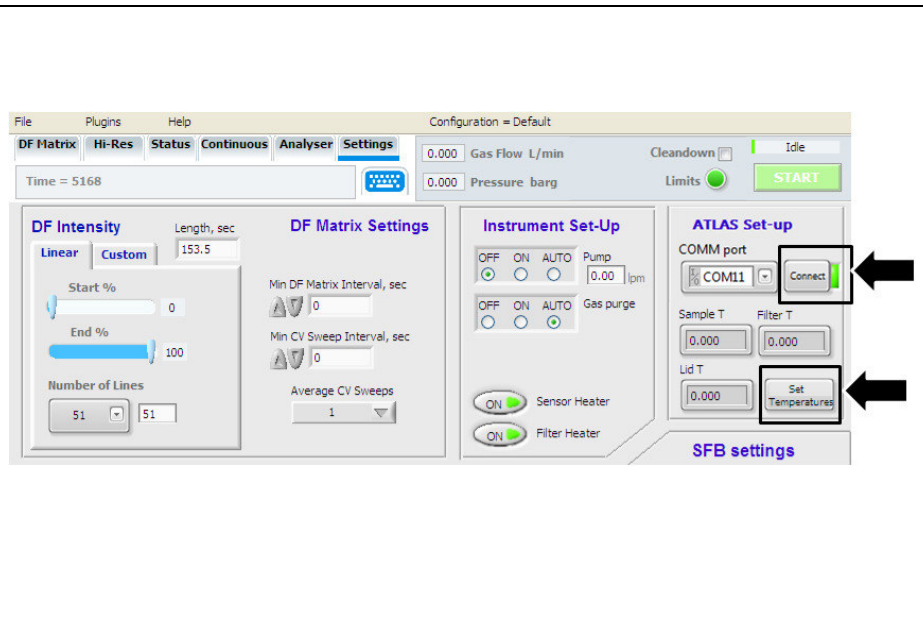 File Plugins Help Configuration = Default
DF Matrix Hi-Res Status Continuous Analyser Settings
0.000 Gas Flow L/min Cleandown Idle
Time = 5168
0.000 Pressure barg Limits START
DF Intensity
Length, sec
Linear Custom 153.5
Start %
0
End %
100
Number of Lines
51 51
DF Matrix Settings
Min DF Matrix Interval, sec
0
Min CV Sweep Interval, sec
0
Average CV Sweeps
1
Instrument Set-Up
OFF ON AUTO Pump
0.00 lpm
OFF ON AUTO Gas purge
ON Sensor Heater
ON Filter Heater
ATLAS Set-up
COMM port
I/O COM11 Connect
Sample T Filter T
0.000 0.000
Lid T
0.000 Set
Temperatures
SFB settings